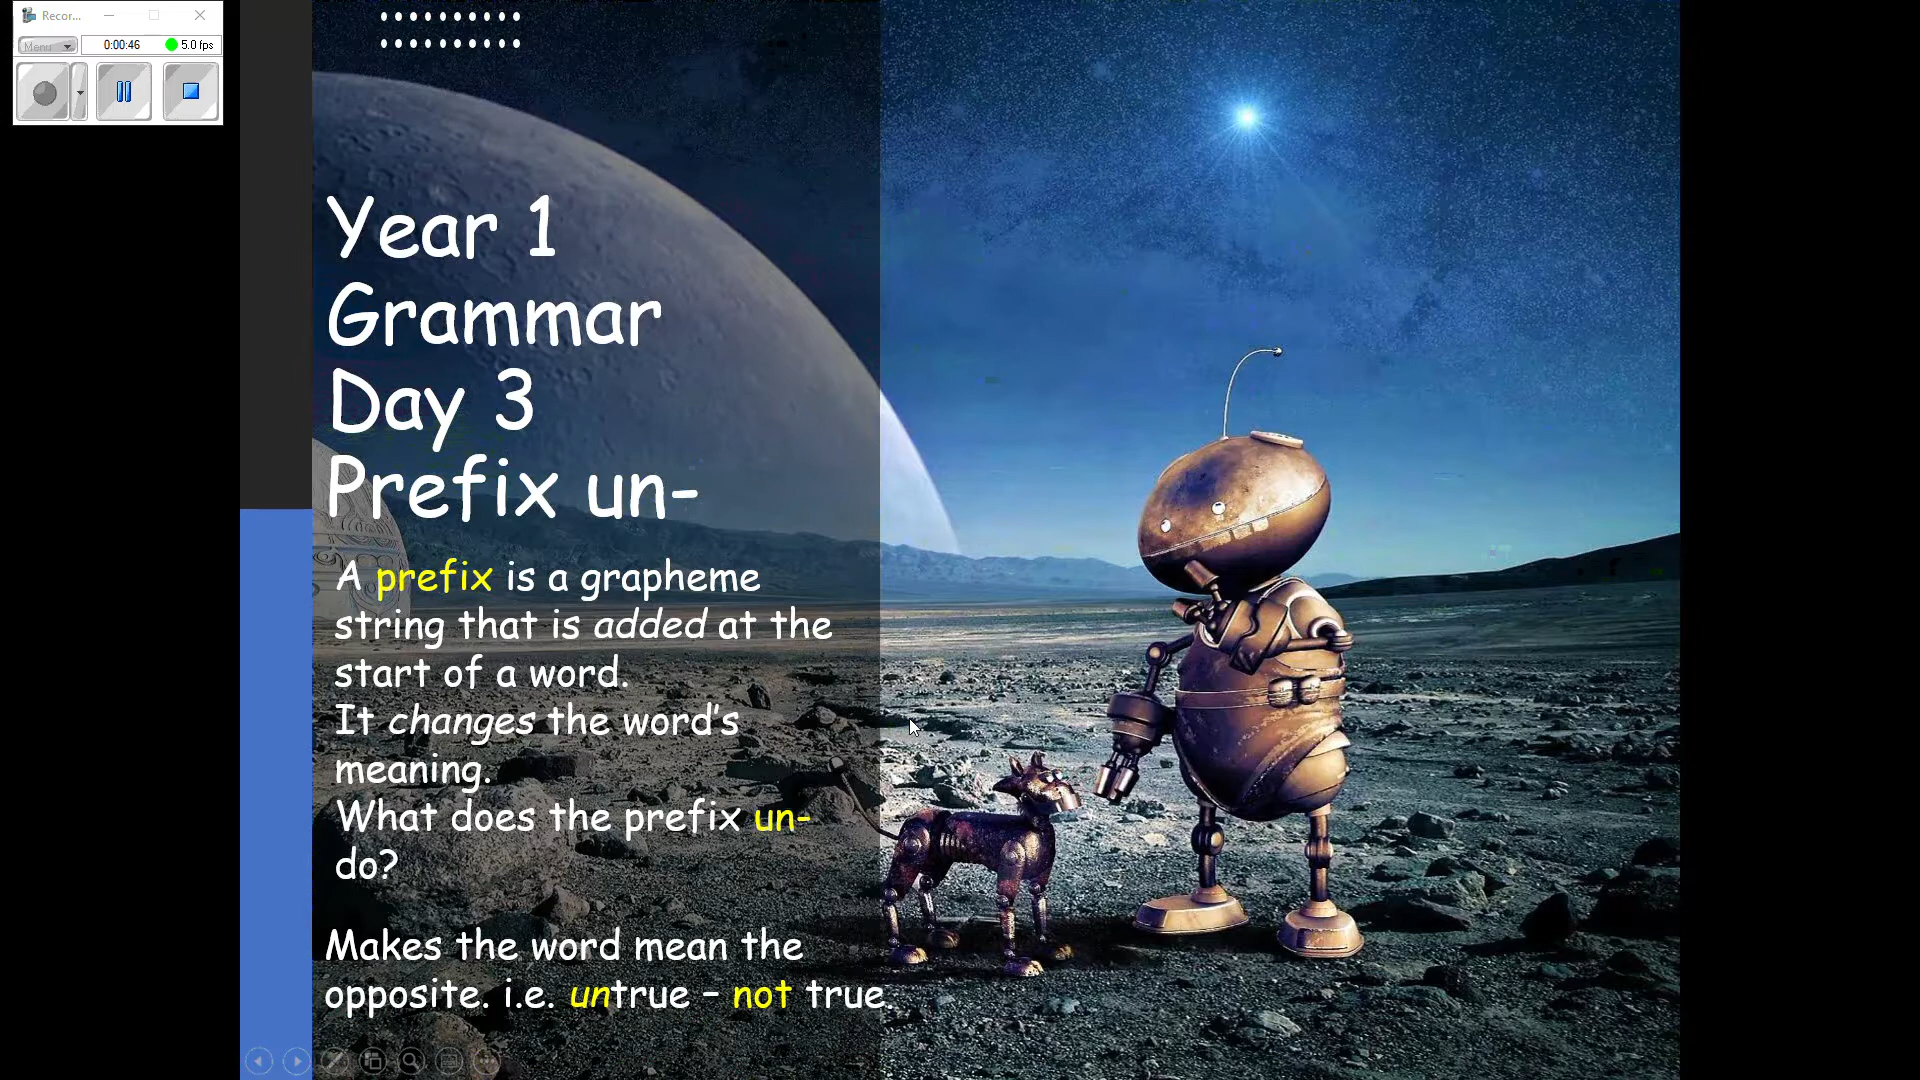 Recor...
Menu
0:00:46
5.0 fps
Year 1
Grammar
Day 3
Prefix un-
A prefix is a grapheme
string that is added at the
start of a word.
It changes the word's
meaning.
What does the prefix un-
do?
Makes the word mean the
opposite. i.e. untrue – not true.